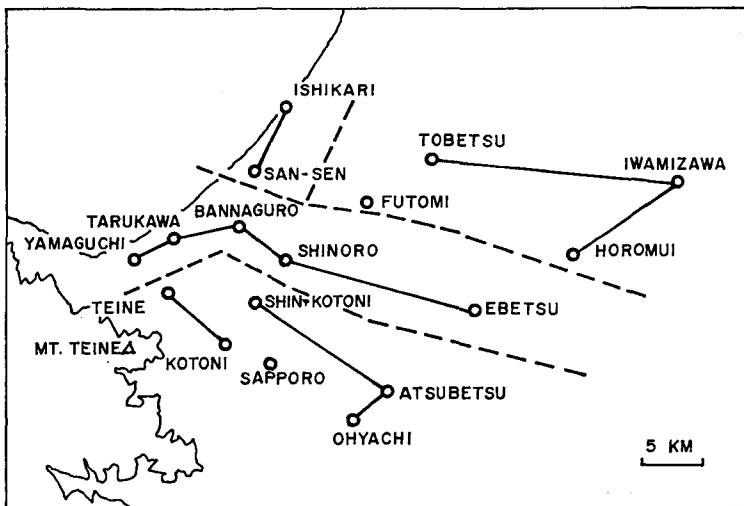 ISHIKARI
TOBETSU
IWAMIZAWA
SAN-SEN
FUTOMI
BANNAGURO
TARUKAWA
YAMAGUCHI
SHINORO
HOROMUI
TEINE
SHIN-KOTONI
EBETSU
MT. TEINE
KOTONI
SAPPORO
ATSUBETSU
OHYACHI
5 KM